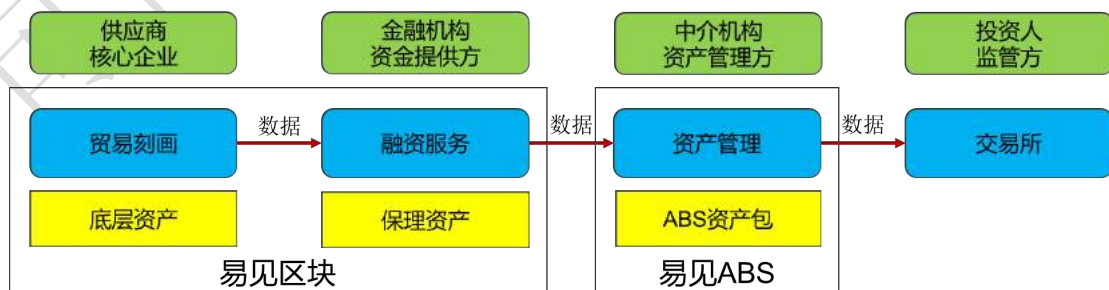 供应商
核心企业
金融机构
资金提供方
中介机构
资产管理方
投资人
监管方
贸易刻画
数据
融资服务
数据
资产管理
数据
交易所
底层资产
保理资产
ABS资产包
易见区块
易见ABS